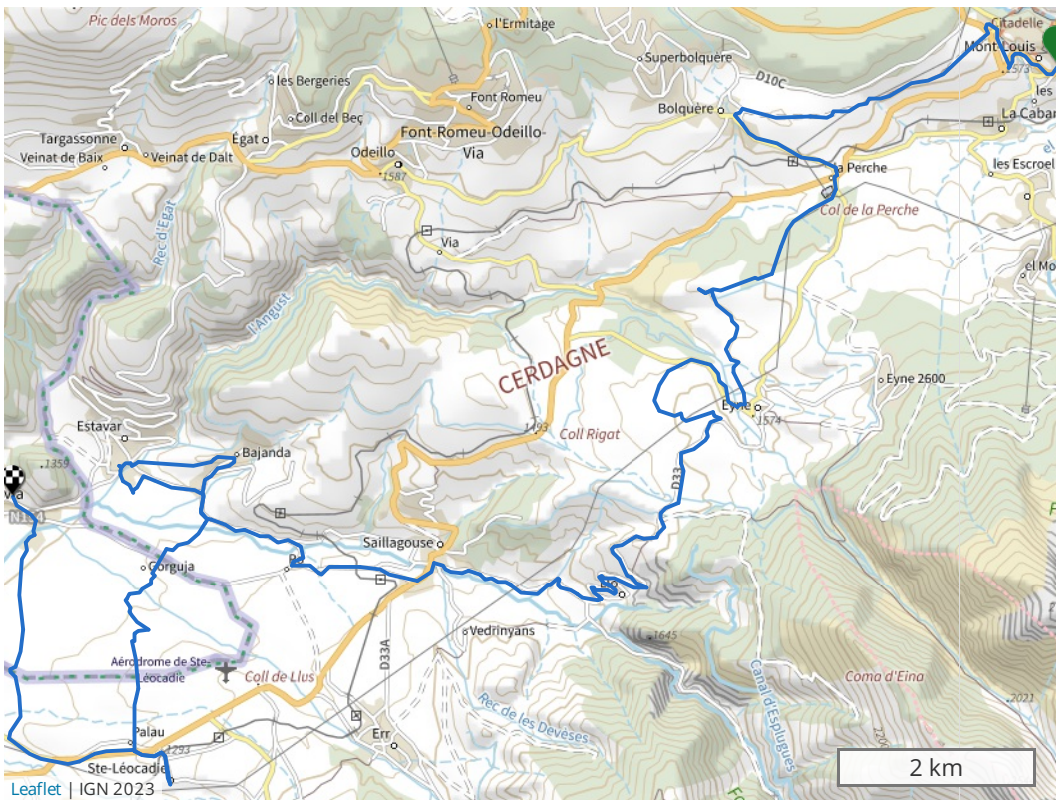 Pic dels Moros
l'Ermitage
Citadelle
Mont-Louis
1573
Superbolquère
D10C
les Bergeries
Font Romeu
Bolquère
Coll del Beç
La Cabar
Targassonne
Égat
Font-Romeu-Odeillo-
Via
Veinat de Baix
Veinat de Dalt
Odeillo
1587
La Perche
les Escroel
Col de la Perche
Rec d'Égat
Via
el Mo
l'Angust
CERDAGNE
Eyne 2600
Eyne
1574
Estavar
1493
Coll Rigat
Bajanda
1359
D33
Saillagouse
Gorguja
Vedrinyans
1645
Aérodrome de Ste-
Léocadie
D33A
Coll de Llus
Canal d'Esplugues
Coma d'Eina
2021
Rec de les Devèses
Palau
1293
Err
Ste-Léocadie
2 km
Leaflet | IGN 2023